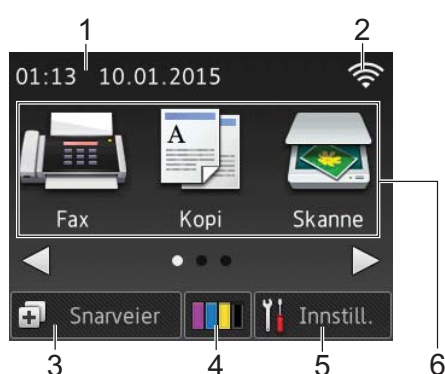 1 2
01:13 10.01.2015
A
Fax Kopi Skanne
Snarveier Innstill.
3 4 5 6